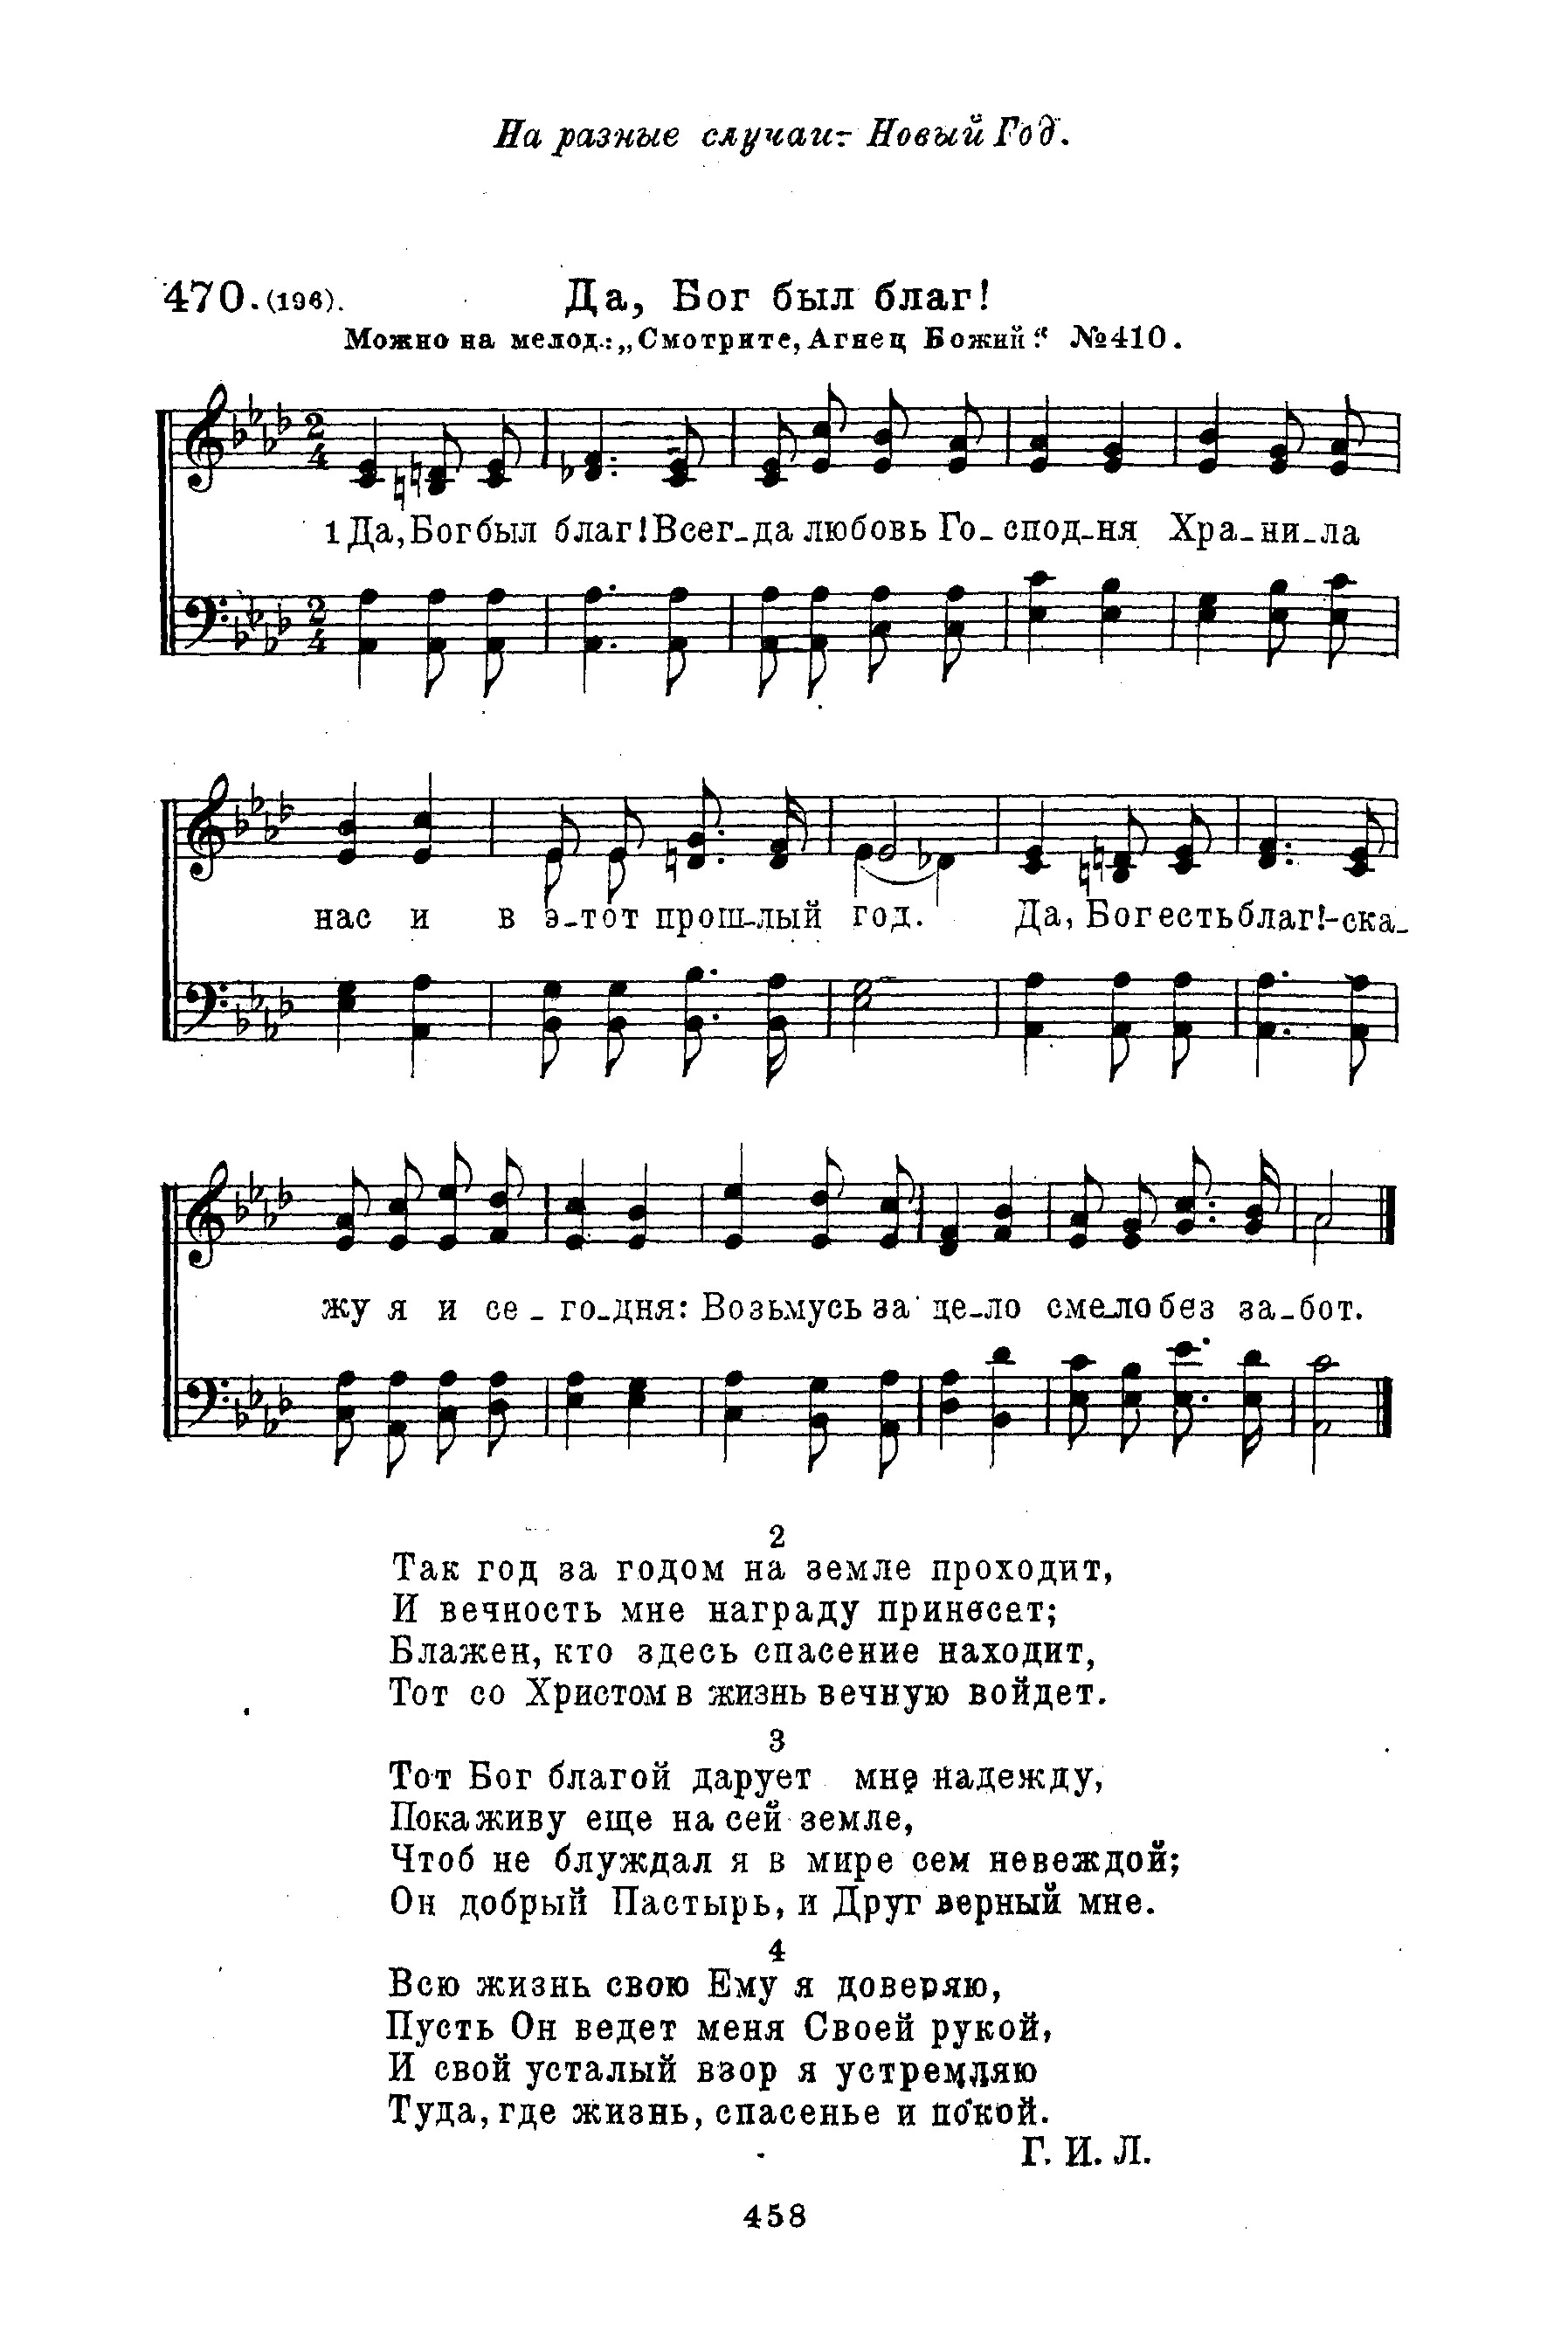 На разные случаи: Новый Год.
470. (196). Да, Бог был благ!
Можно на мелод.: „Смотрите, Агнец Божий“ №410.
1 Да, Бог был благ! Всег-да любовь Го-спод-ня Хра-ни-ла
нас и в э-тот прош-лый год. Да, Бог есть благ!-ска-
жу я и се-го-дня: Возьмусь за де-ло смело без за-бот.
2
Так год за годом на земле проходит,
И вечность мне награду принесет;
Блажен, кто здесь спасение находит,
Тот со Христом в жизнь вечную войдет.
3
Тот Бог благой дарует мне надежду,
Пока живу еще на сей земле,
Чтоб не блуждал я в мире сем невеждой;
Он добрый Пастырь, и Друг верный мне.
4
Всю жизнь свою Ему я доверяю,
Пусть Он ведет меня Своей рукой,
И свой усталый взор я устремляю
Туда, где жизнь, спасенье и покой.
Г. И. Л.
458